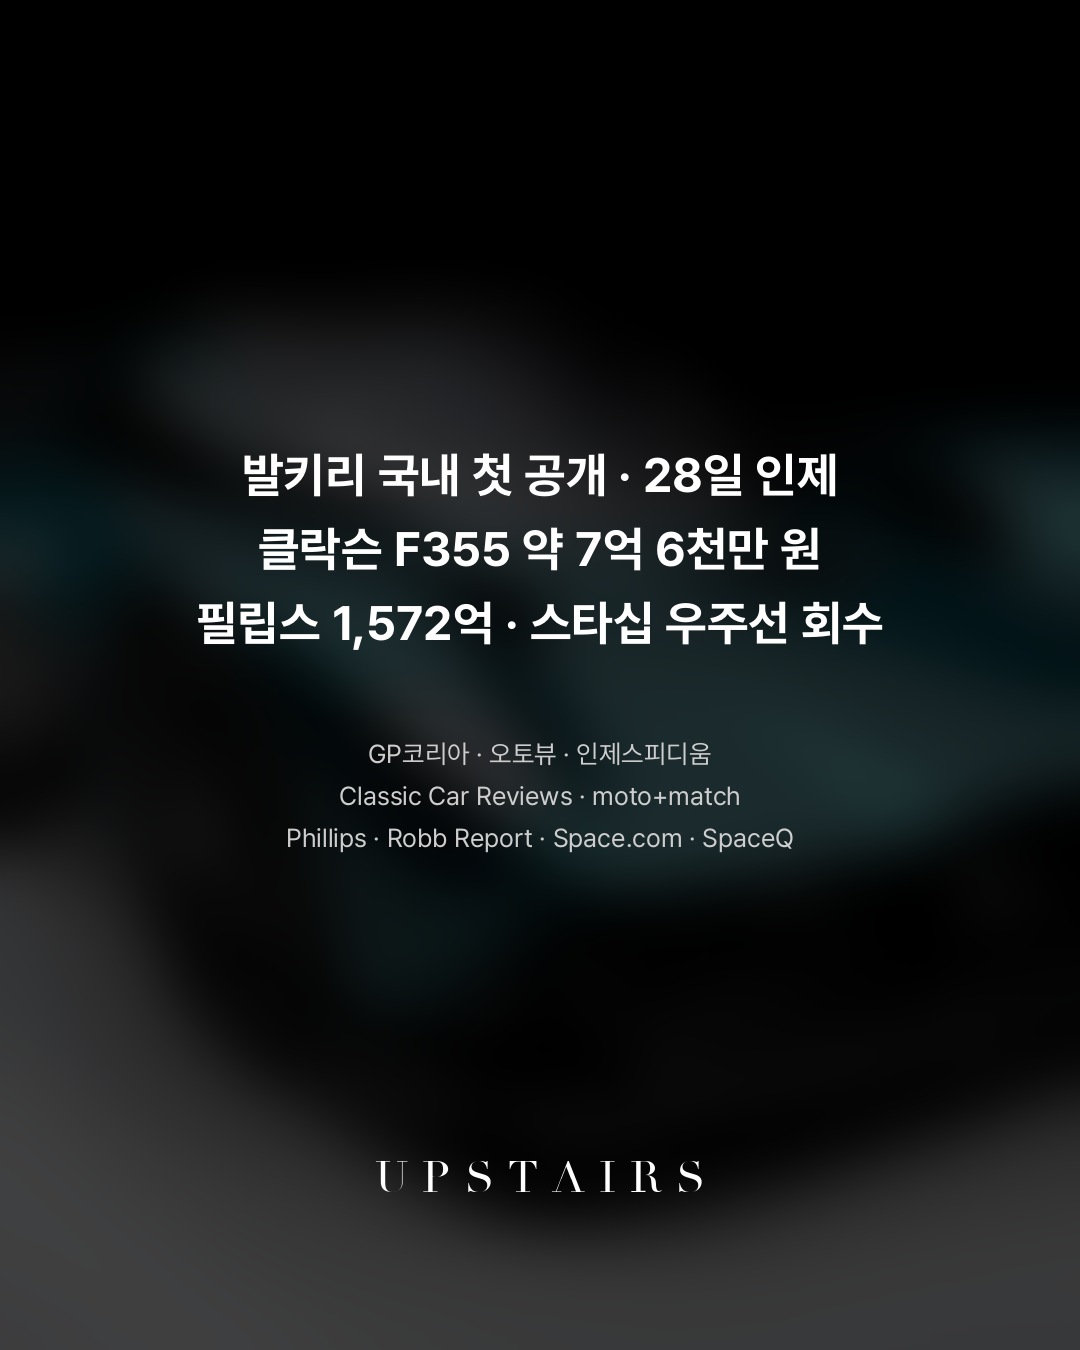 발키리 국내 첫 공개 · 28일 인제
클락슨 F355 약 7억 6천만 원
필립스 1,572억 · 스타십 우주선 회수
GP코리아 · 오토뷰 · 인제스피디움
Classic Car Reviews · moto+match
Phillips · Robb Report · Space.com · SpaceQ
UPSTAIRS